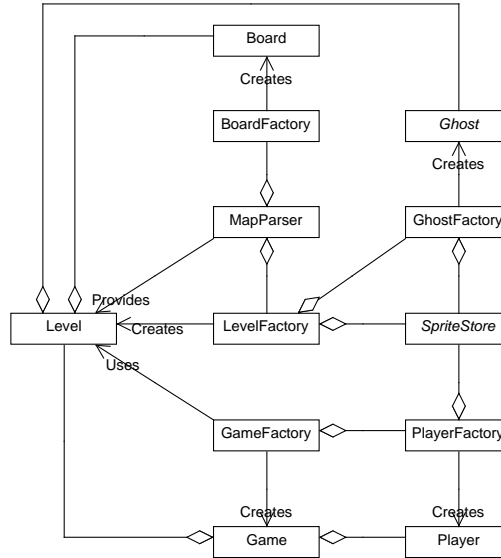 Board
Creates
BoardFactory
Ghost
Creates
MapParser
GhostFactory
Provides
Level
Creates
LevelFactory
SpriteStore
Uses
GameFactory
PlayerFactory
Creates
Creates
Game
Player